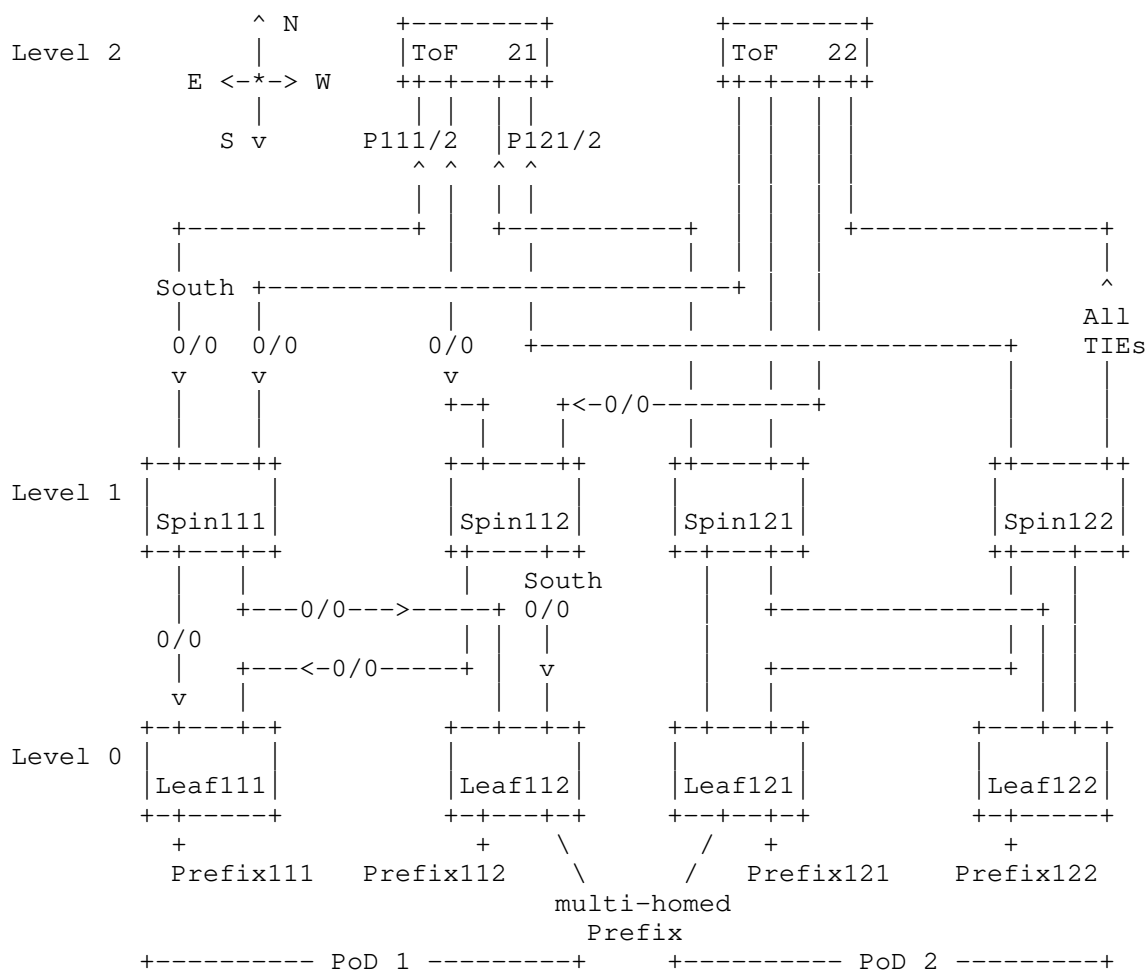 ^ N
Level 2 ToF 21 ToF 22
E <-*-> W
S v P111/2 P121/2
^ ^ ^ ^
South ^
All
0/0 0/0 0/0 TIEs
v v v
<-0/0
Level 1
Spin111 Spin112 Spin121 Spin122
South
0/0---> 0/0
0/0
<-0/0 v
v
Level 0
Leaf111 Leaf112 Leaf121 Leaf122
Prefix111 Prefix112 Prefix121 Prefix122
multi-homed
Prefix
PoD 1 PoD 2